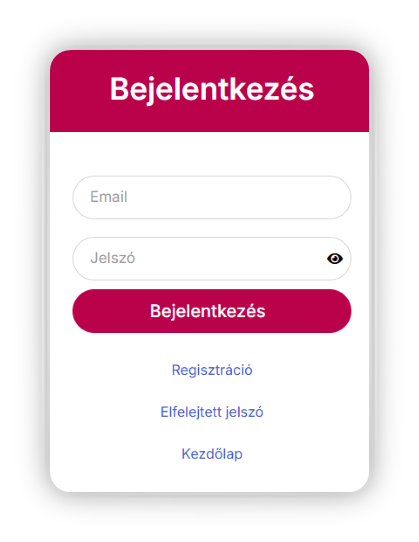 Bejelentkezés
Email
Jelszó
Bejelentkezés
Regisztráció
Elfelejtett jelszó
Kezdőlap